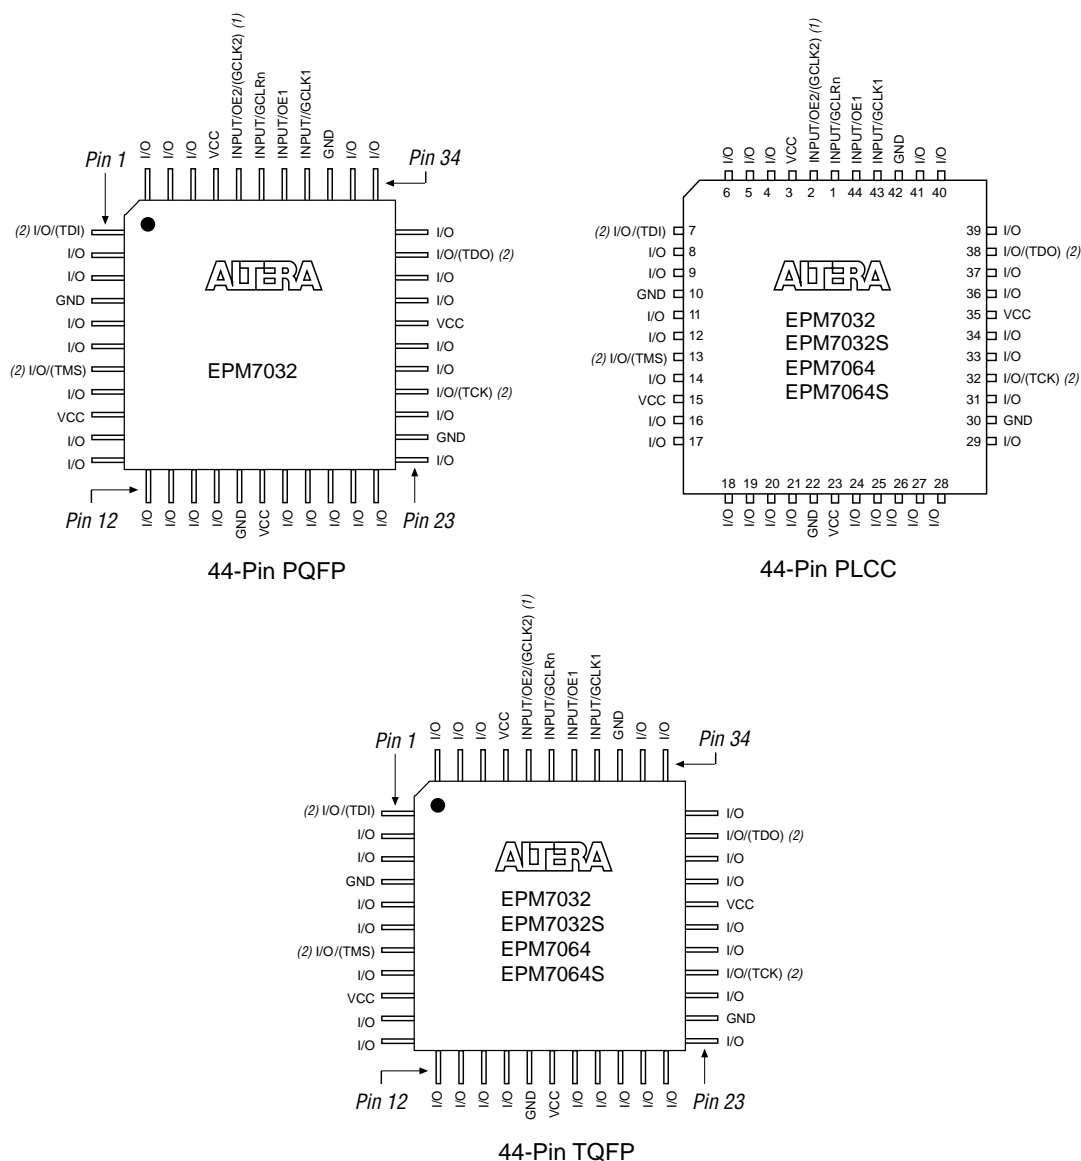 I/O
I/O
I/O
VCC
INPUT/OE2/(GCLK2) (1)
INPUT/GCLRn
INPUT/OE1
INPUT//GCLK1
GND
I/O
I/O
Pin 1
Pin 34
(2) I/O/(TDI)
I/O
I/O
GND
I/O
I/O
(2) I/O/(TMS)
I/O
VCC
I/O
I/O
ALTERA
EPM7032
I/O
I/O/(TDO) (2)
I/O
I/O
VCC
I/O
I/O
I/O/(TCK) (2)
I/O
GND
I/O
Pin 12
Pin 23
I/O
I/O
I/O
I/O
GND
VCC
I/O
I/O
I/O
I/O
I/O
44-Pin PQFP
I/O
I/O
I/O
VCC
INPUT/OE2/(GCLK2) (1)
INPUT/GCLRn
INPUT/OE1
INPUT/GCLK1
GND
I/O
I/O
6 5 4 3 2 1 44 43 42 41 40
(2) I/O/(TDI) 7
I/O 8
I/O 9
GND 10
I/O 11
I/O 12
(2) I/O/(TMS) 13
I/O 14
VCC 15
I/O 16
I/O 17
ALTERA
EPM7032
EPM7032S
EPM7064
EPM7064S
39 I/O
38 I/O/(TDO) (2)
37 I/O
36 I/O
35 VCC
34 I/O
33 I/O
32 I/O/(TCK) (2)
31 I/O
30 GND
29 I/O
18 19 20 21 22 23 24 25 26 27 28
I/O
I/O
I/O
I/O
GND
VCC
I/O
I/O
I/O
I/O
I/O
44-Pin PLCC
I/O
I/O
I/O
VCC
INPUT/OE2/(GCLK2) (1)
INPUT/GCLRn
INPUT/OE1
INPUT/GCLK1
GND
I/O
I/O
Pin 1
Pin 34
(2) I/O/(TDI)
I/O
I/O
GND
I/O
I/O
(2) I/O/(TMS)
I/O
VCC
I/O
I/O
ALTERA
EPM7032
EPM7032S
EPM7064
EPM7064S
I/O
I/O/(TDO) (2)
I/O
I/O
VCC
I/O
I/O
I/O/(TCK) (2)
I/O
GND
I/O
Pin 12
Pin 23
I/O
I/O
I/O
I/O
GND
VCC
I/O
I/O
I/O
I/O
I/O
44-Pin TQFP